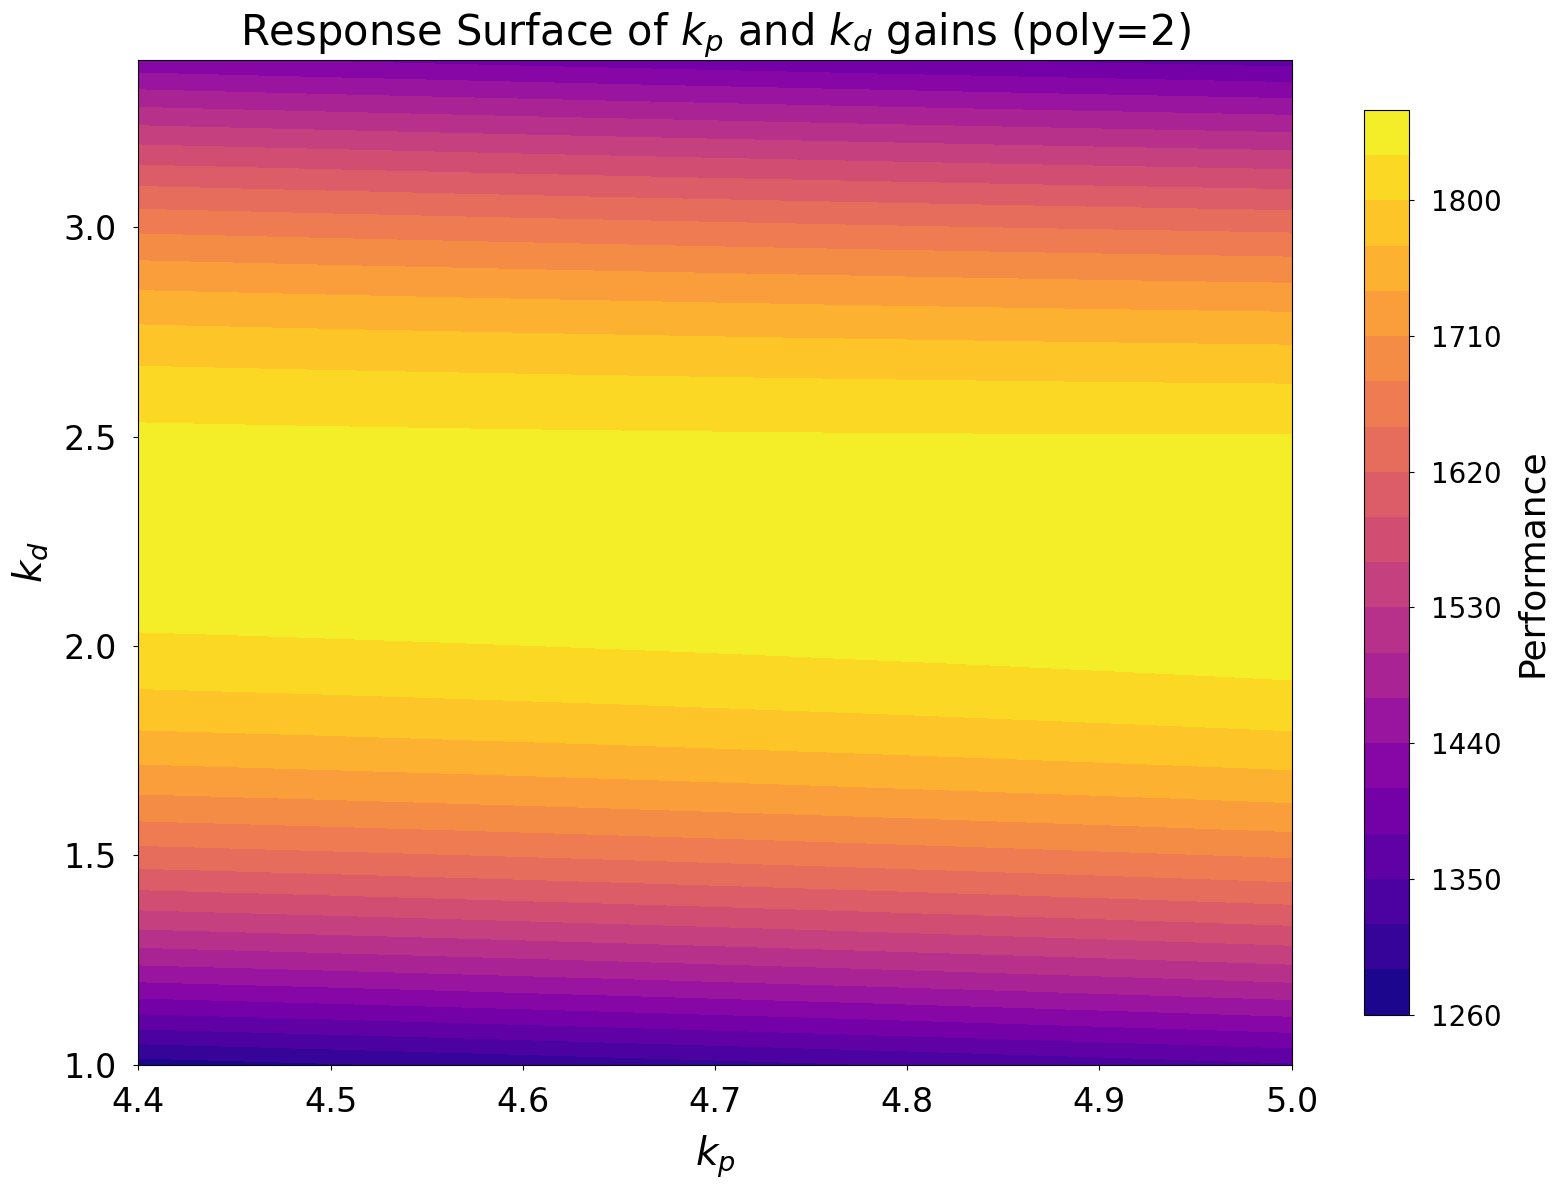 Response Surface of kₚ and k_d gains (poly=2)
3.0
2.5
2.0
1.5
1.0
k_d
4.4 4.5 4.6 4.7 4.8 4.9 5.0
kₚ
1800
1710
1620
1530
1440
1350
1260
Performance